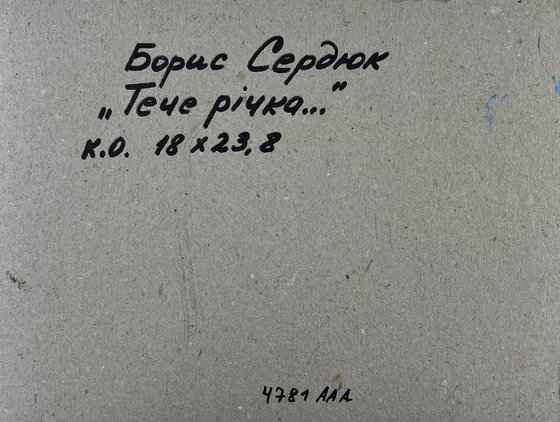 Борис Сердюк
„Тече річка..."
к.о. 18 x 23,8
4781 ААА